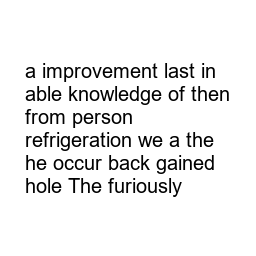 a improvement last in
able knowledge of then
from person
refrigeration we a the
he occur back gained
hole The furiously